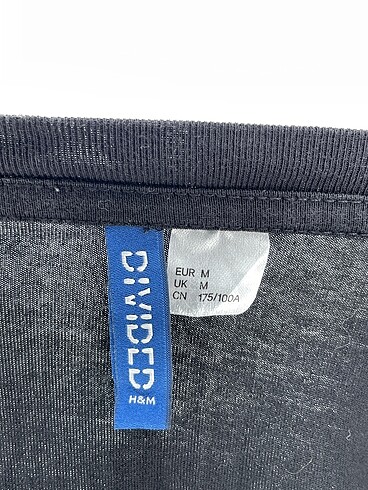 DIVIDED
H&M
EUR M
UK M
CN 175/100A